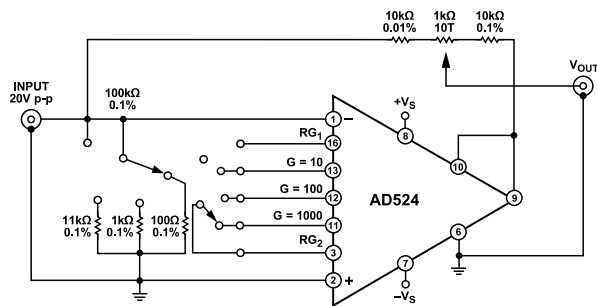 10kΩ
0.01%
1kΩ
10T
10kΩ
0.1%
INPUT
20V p-p
100kΩ
0.1%
+VS
VOUT
1
–
RG1
16
8
G = 10
13
10
G = 100
12
AD524
9
11kΩ
0.1%
1kΩ
0.1%
100Ω
0.1%
G = 1000
11
RG2
3
6
7
2
+
–VS